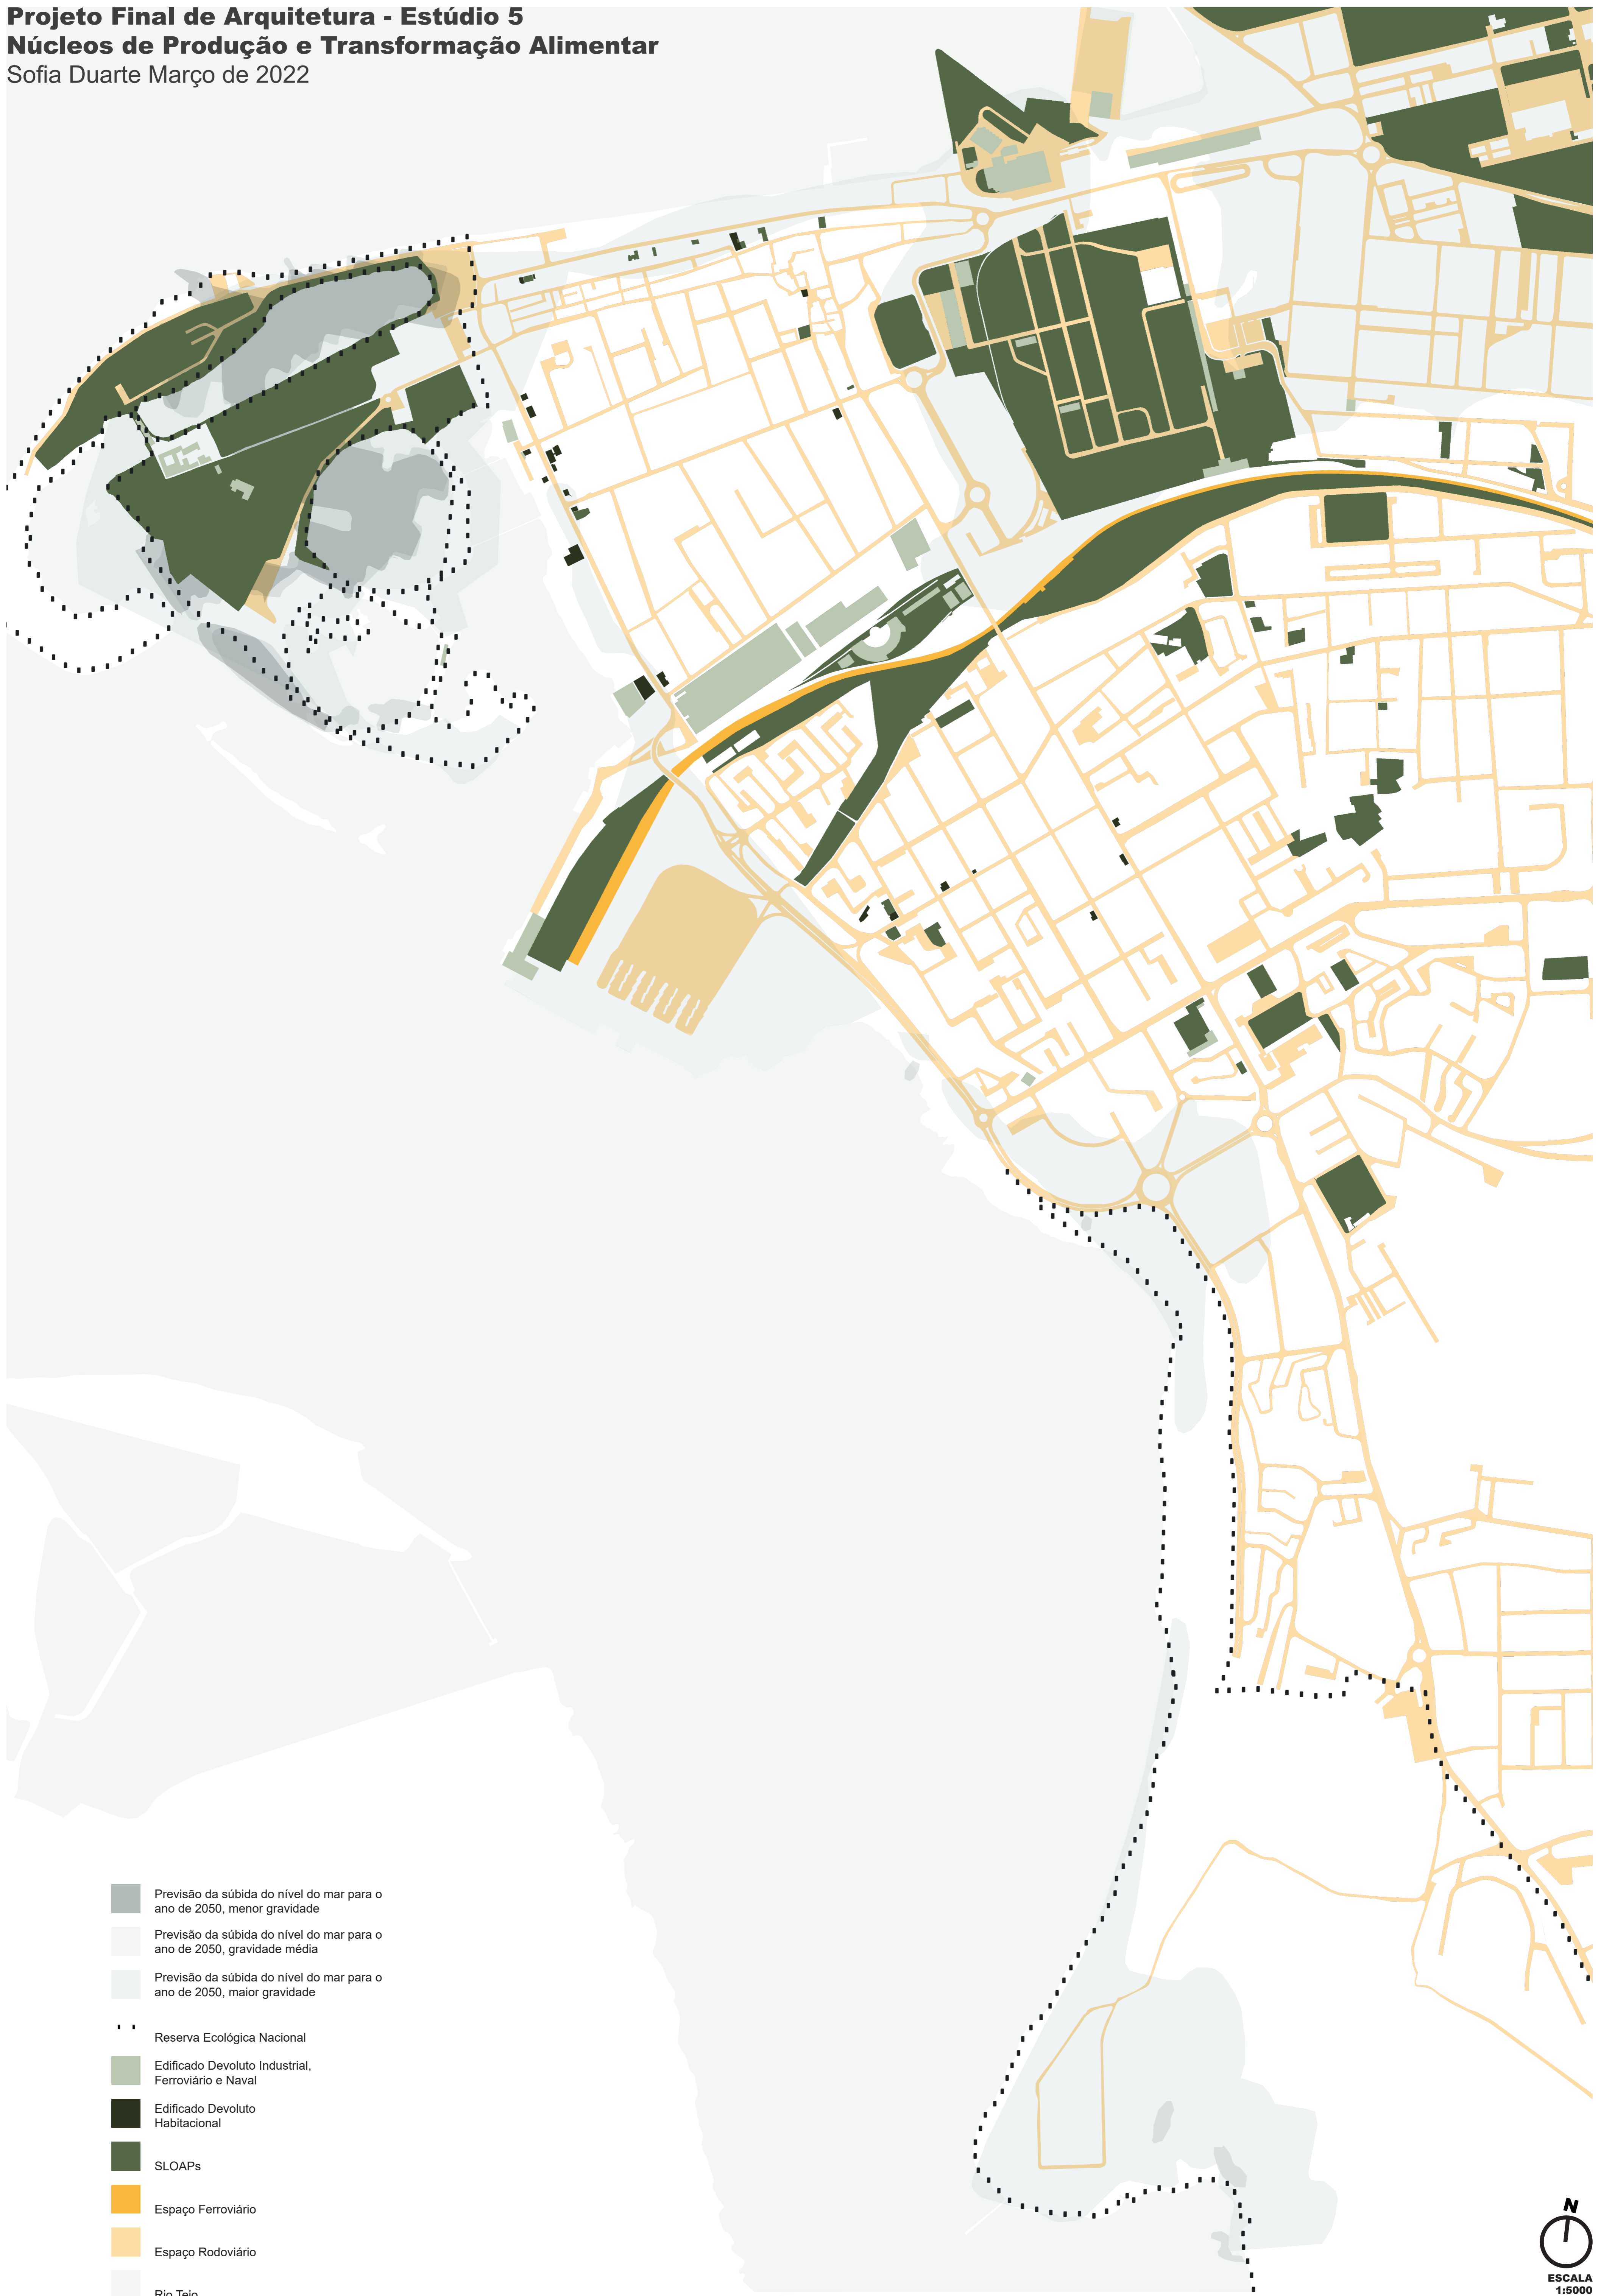 Projeto Final de Arquitetura - Estúdio 5
Núcleos de Produção e Transformação Alimentar
Sofia Duarte Março de 2022
Previsão da súbida do nível do mar para o
ano de 2050, menor gravidade
Previsão da súbida do nível do mar para o
ano de 2050, gravidade média
Previsão da súbida do nível do mar para o
ano de 2050, maior gravidade
Reserva Ecológica Nacional
Edificado Devoluto Industrial,
Ferroviário e Naval
Edificado Devoluto
Habitacional
SLOAPs
Espaço Ferroviário
Espaço Rodoviário
Rio Tejo
N
ESCALA
1:5000